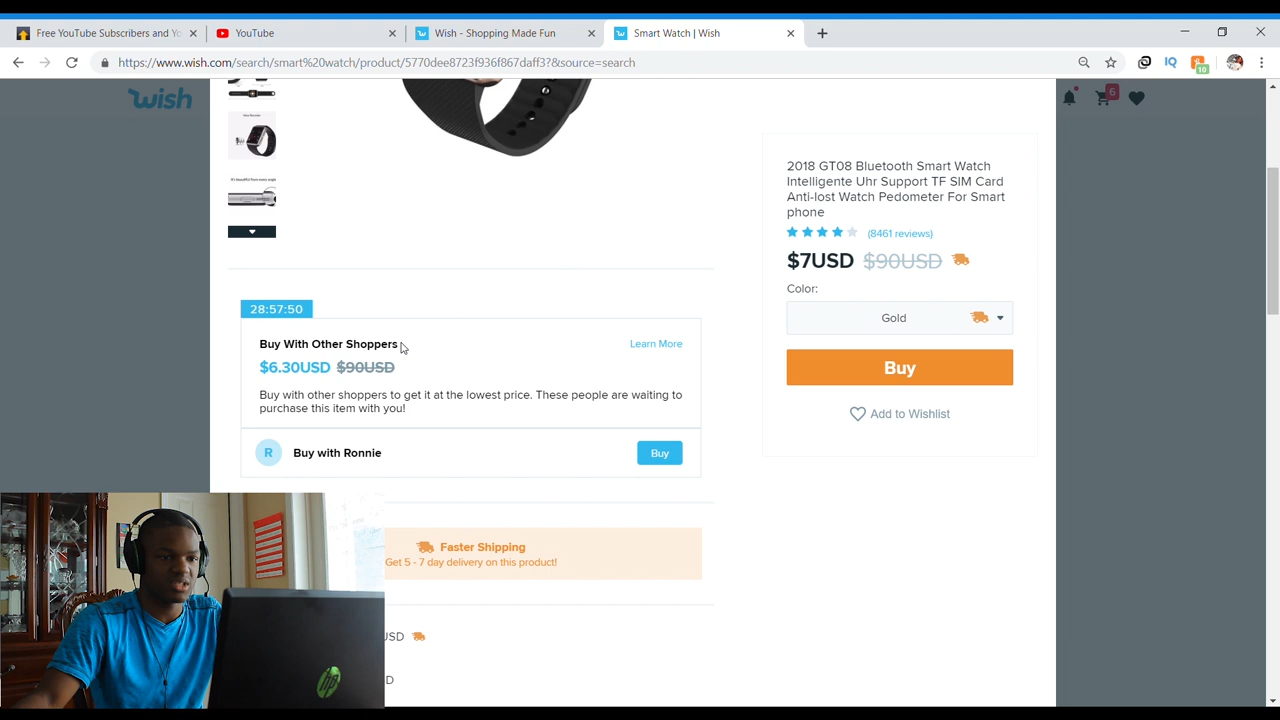 Free YouTube Subscribers and Yo
YouTube
Wish - Shopping Made Fun
Smart Watch | Wish
https://www.wish.com/search/smart%20watch/product/5770dee8723f936f867daff3?&source=search
IQ
10
wish
6
2018 GT08 Bluetooth Smart Watch
Intelligente Uhr Support TF SIM Card
Anti-lost Watch Pedometer For Smart
phone
(8461 reviews)
$7USD $90USD
Color:
Gold
Buy
Add to Wishlist
28:57:50
Buy With Other Shoppers
Learn More
$6.30USD $90USD
Buy with other shoppers to get it at the lowest price. These people are waiting to
purchase this item with you!
R
Buy with Ronnie
Buy
Faster Shipping
Get 5 - 7 day delivery on this product!
USD
D
hp